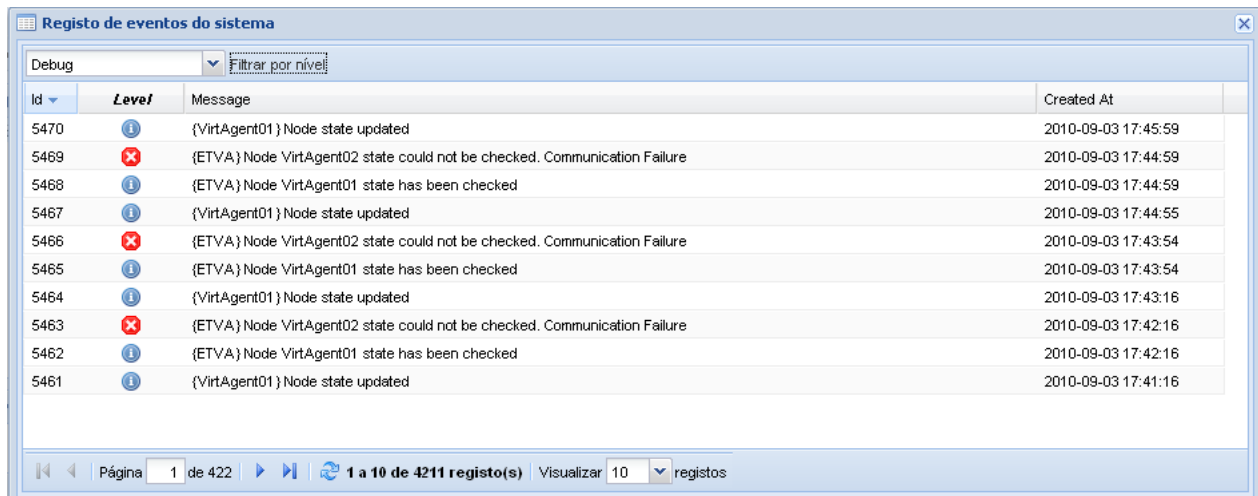 Registo de eventos do sistema
Debug Filtrar por nível
Id Level Message Created At
5470 {VirtAgent01} Node state updated 2010-09-03 17:45:59
5469 {ETVA} Node VirtAgent02 state could not be checked. Communication Failure 2010-09-03 17:44:59
5468 {ETVA} Node VirtAgent01 state has been checked 2010-09-03 17:44:59
5467 {VirtAgent01} Node state updated 2010-09-03 17:44:55
5466 {ETVA} Node VirtAgent02 state could not be checked. Communication Failure 2010-09-03 17:43:54
5465 {ETVA} Node VirtAgent01 state has been checked 2010-09-03 17:43:54
5464 {VirtAgent01} Node state updated 2010-09-03 17:43:16
5463 {ETVA} Node VirtAgent02 state could not be checked. Communication Failure 2010-09-03 17:42:16
5462 {ETVA} Node VirtAgent01 state has been checked 2010-09-03 17:42:16
5461 {VirtAgent01} Node state updated 2010-09-03 17:41:16
Página 1 de 422 1 a 10 de 4211 registo(s) Visualizar 10 registos